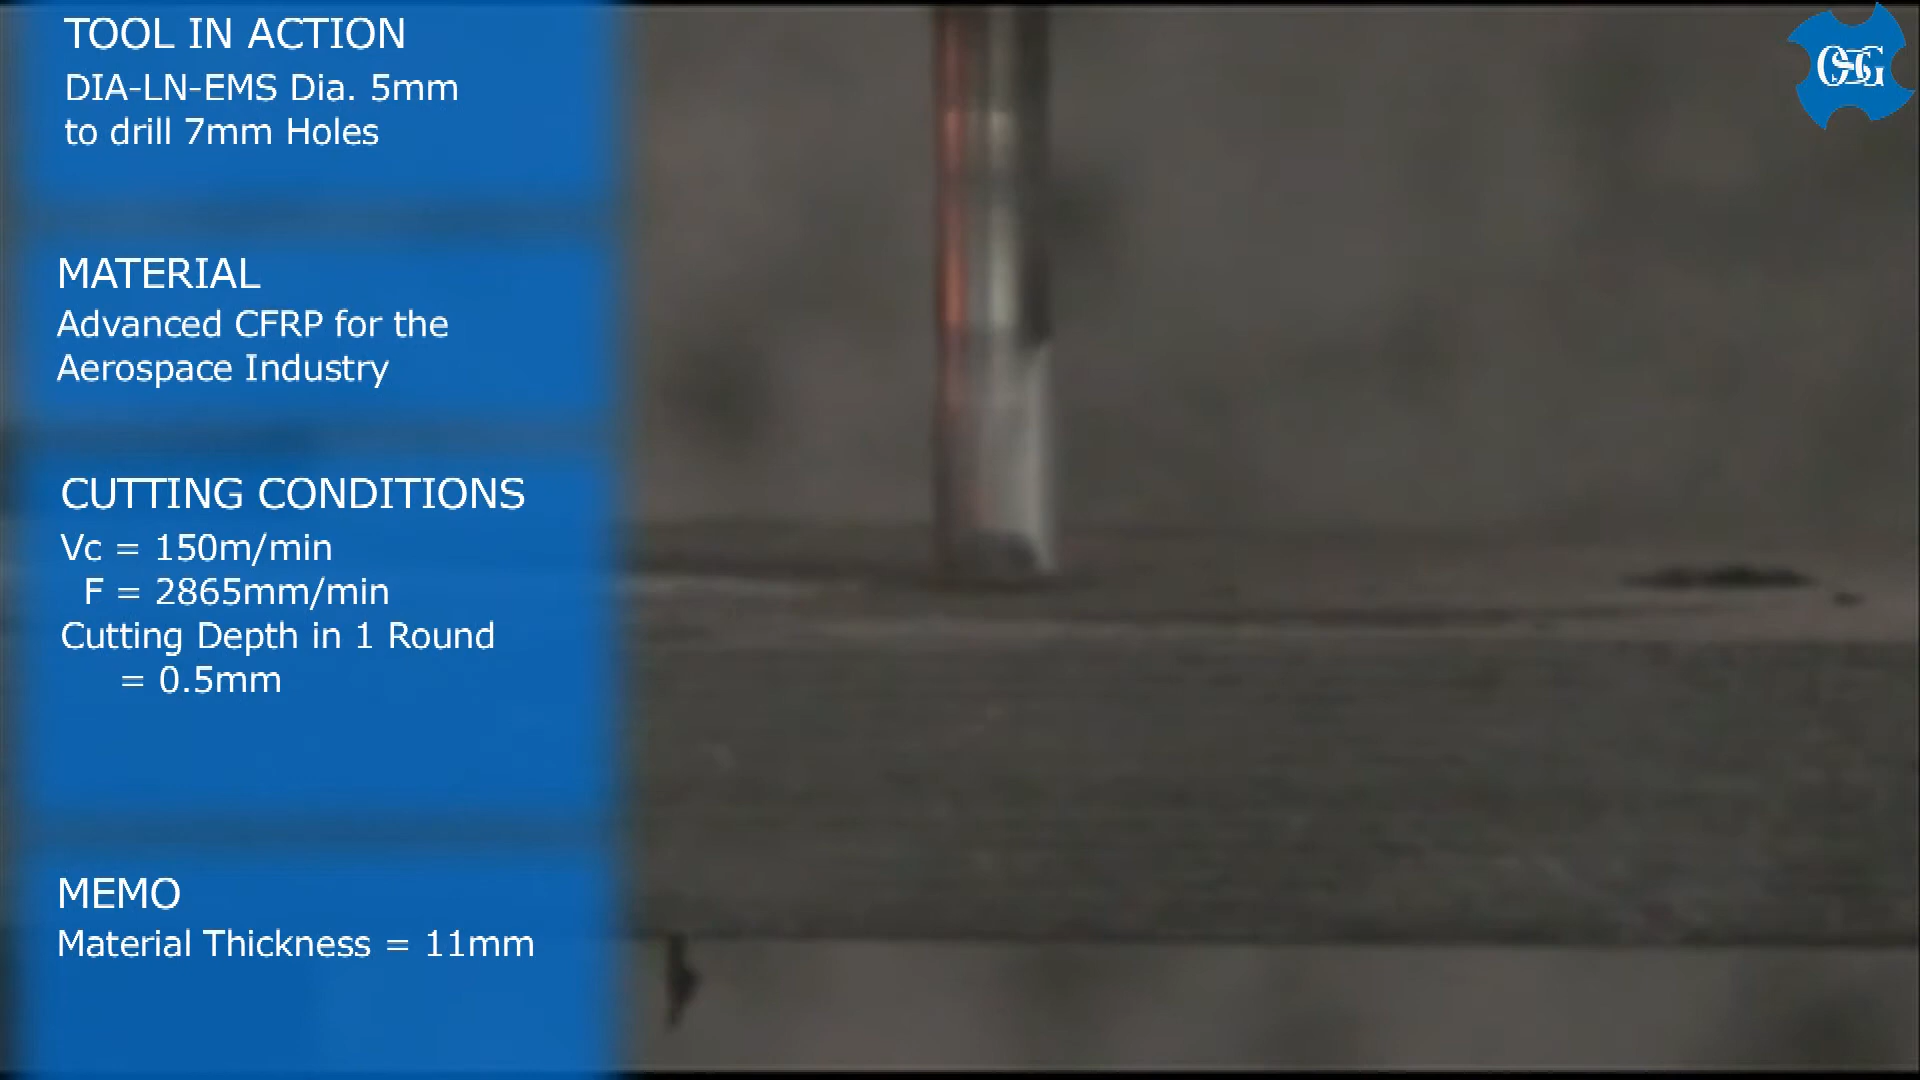 TOOL IN ACTION
DIA-LN-EMS Dia. 5mm
to drill 7mm Holes
OSG
MATERIAL
Advanced CFRP for the
Aerospace Industry
CUTTING CONDITIONS
Vc = 150m/min
F = 2865mm/min
Cutting Depth in 1 Round
= 0.5mm
MEMO
Material Thickness = 11mm